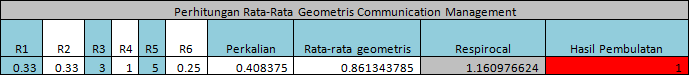 Perhitungan Rata-Rata Geometris Communication Management
R1 R2 R3 R4 R5 R6 Perkalian Rata-rata geometris Respirocal Hasil Pembulatan
0.33 0.33 3 1 5 0.25 0.408375 0.861343785 1.160976624 1